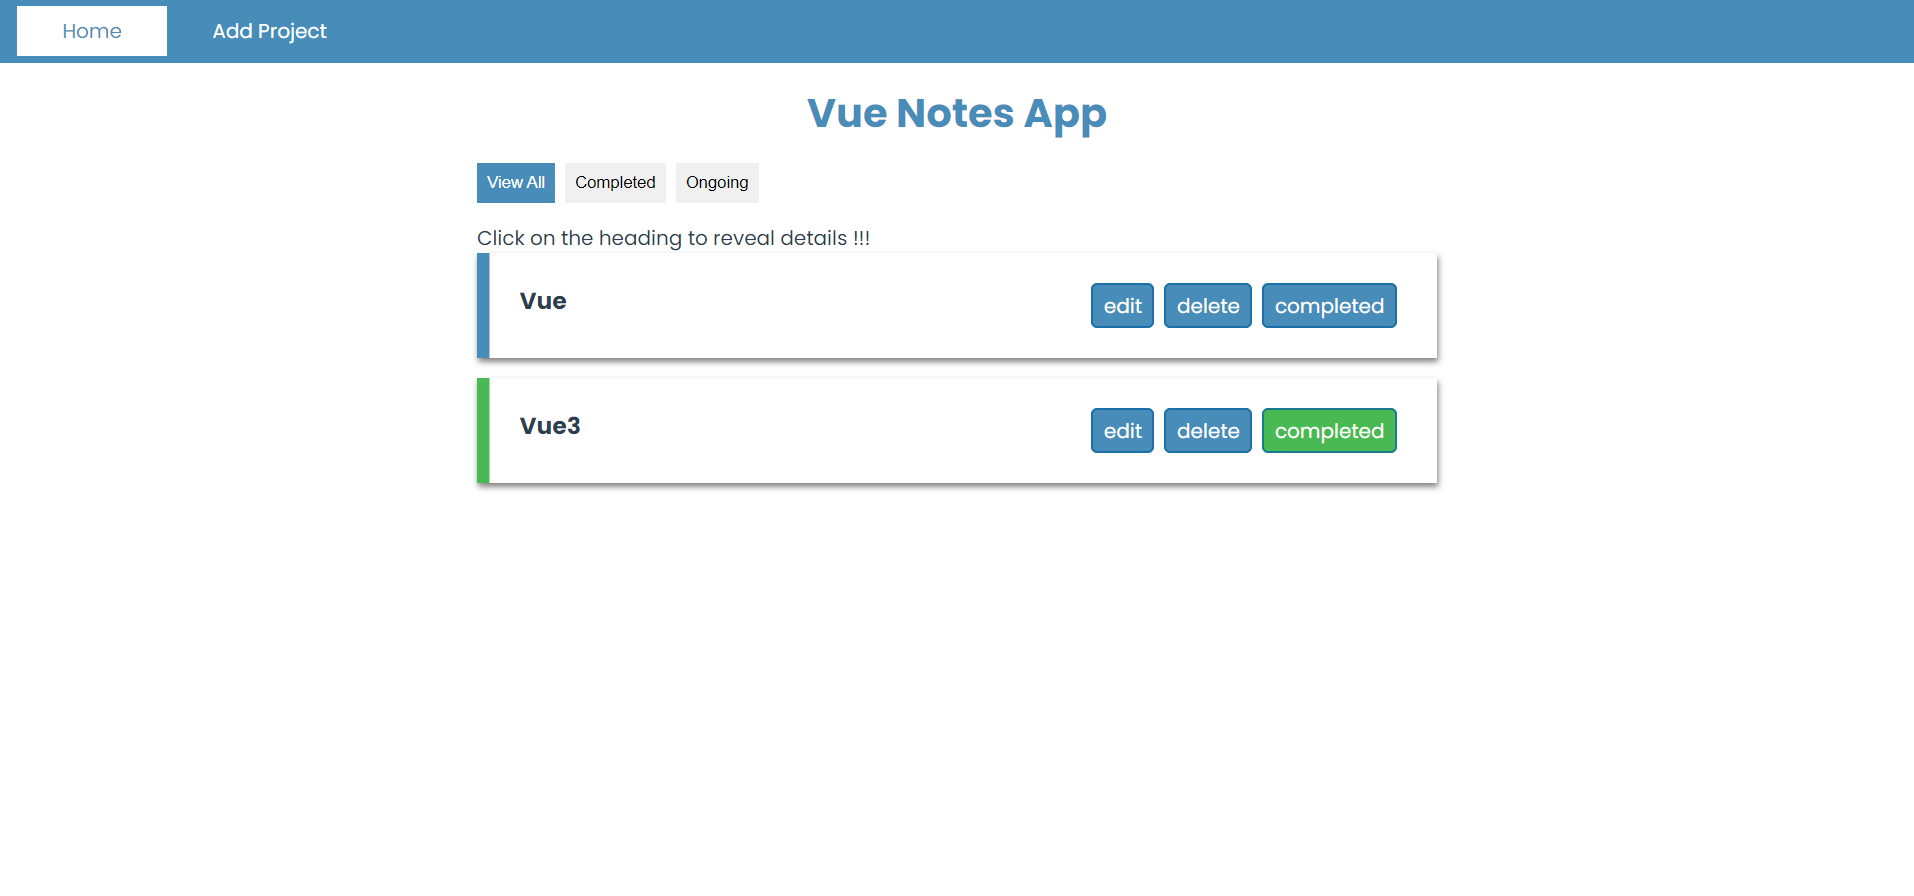 Home Add Project
Vue Notes App
View All Completed Ongoing
Click on the heading to reveal details !!!
Vue edit delete completed
Vue3 edit delete completed